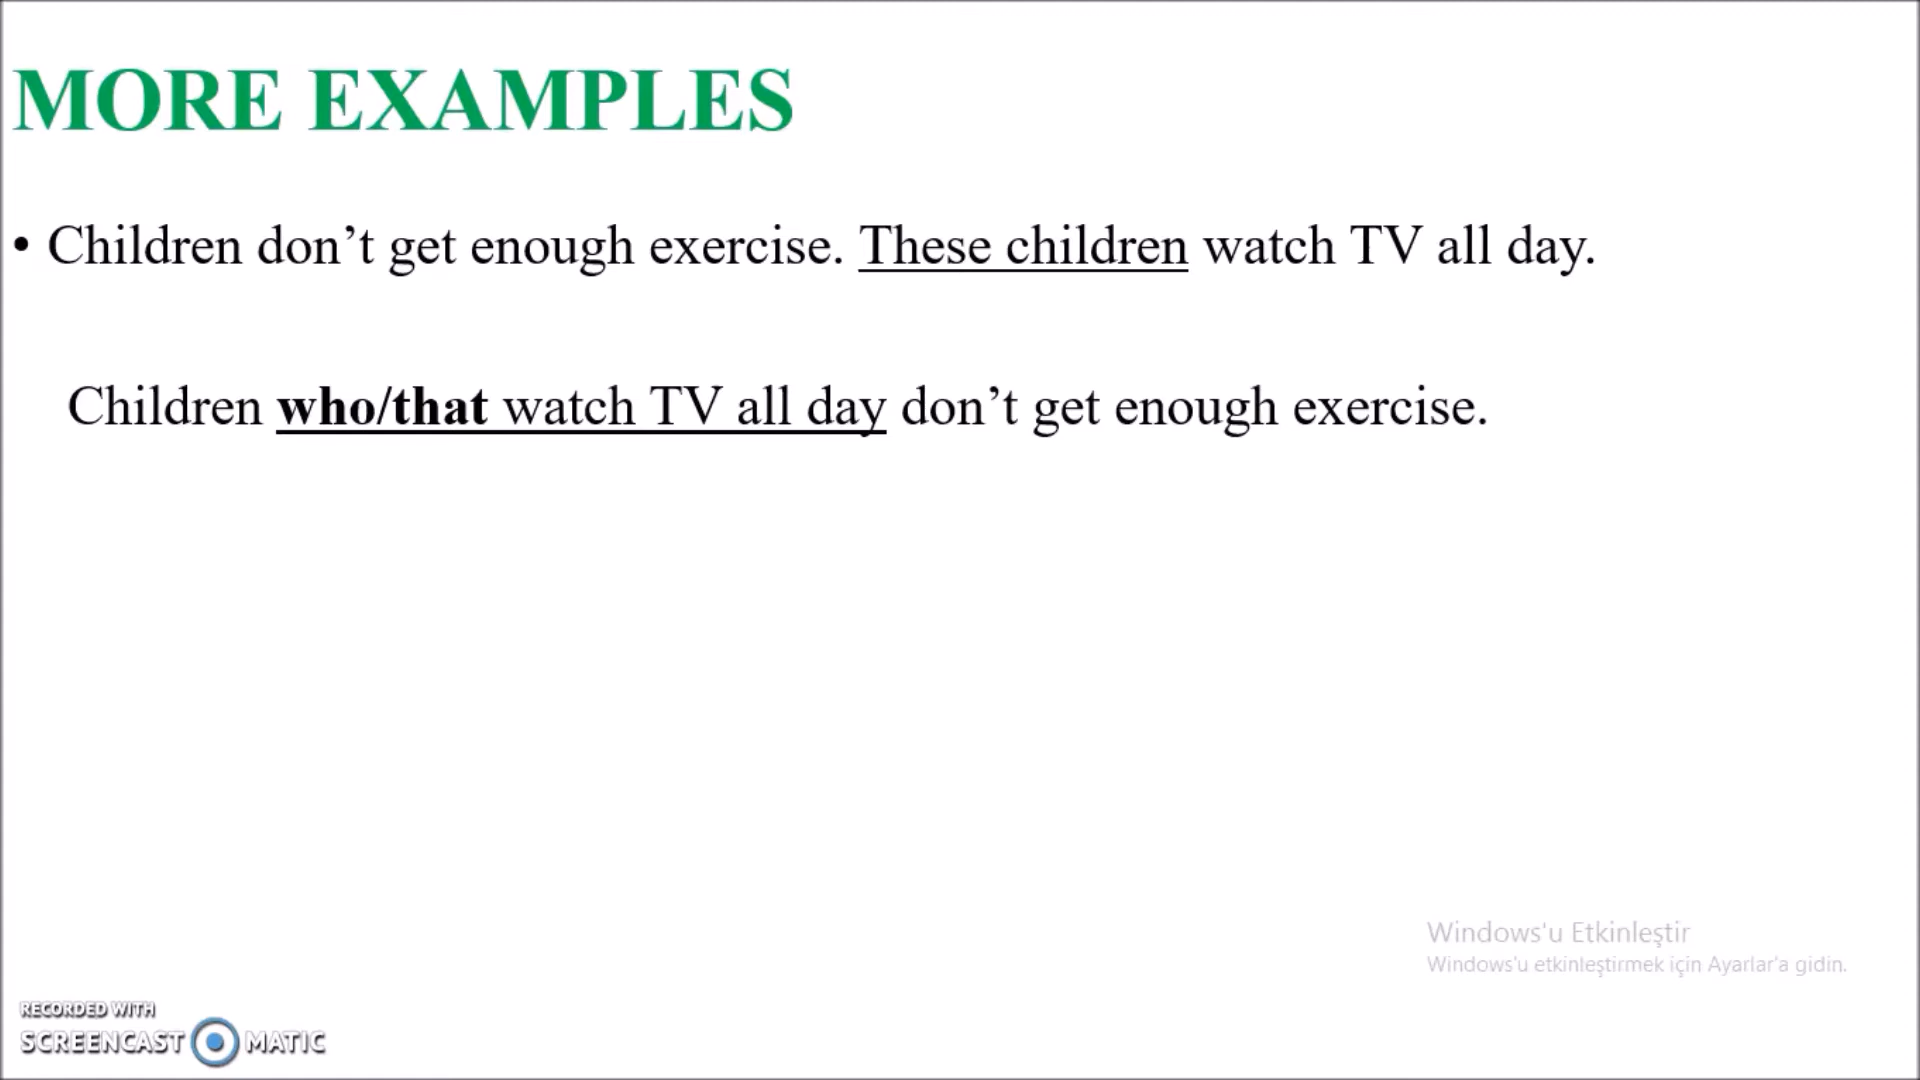 MORE EXAMPLES
• Children don’t get enough exercise. These children watch TV all day.
Children who/that watch TV all day don’t get enough exercise.
Windows'u Etkinleştir
Windows'u etkinleştirmek için Ayarlar'a gidin.
RECORDED WITH
SCREENCAST MATIC